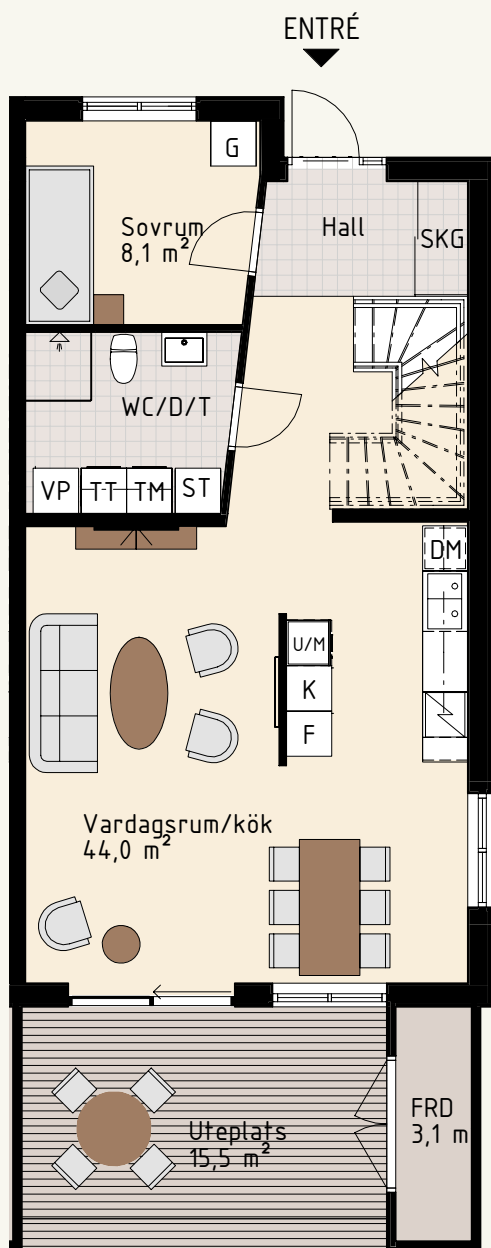 ENTRÉ
G
Sovrum
8,1 m²
Hall
SKG
WC/D/T
VP
TT
TM
ST
DM
U/M
K
F
Vardagsrum/kök
44,0 m²
Uteplats
15,5 m²
FRD
3,1 m